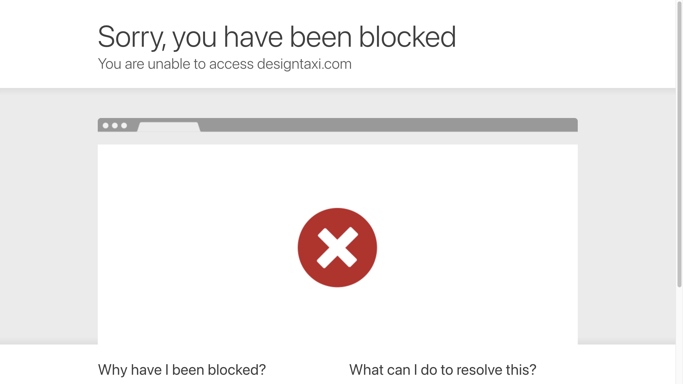 Sorry, you have been blocked
You are unable to access designtaxi.com
Why have I been blocked?
What can I do to resolve this?